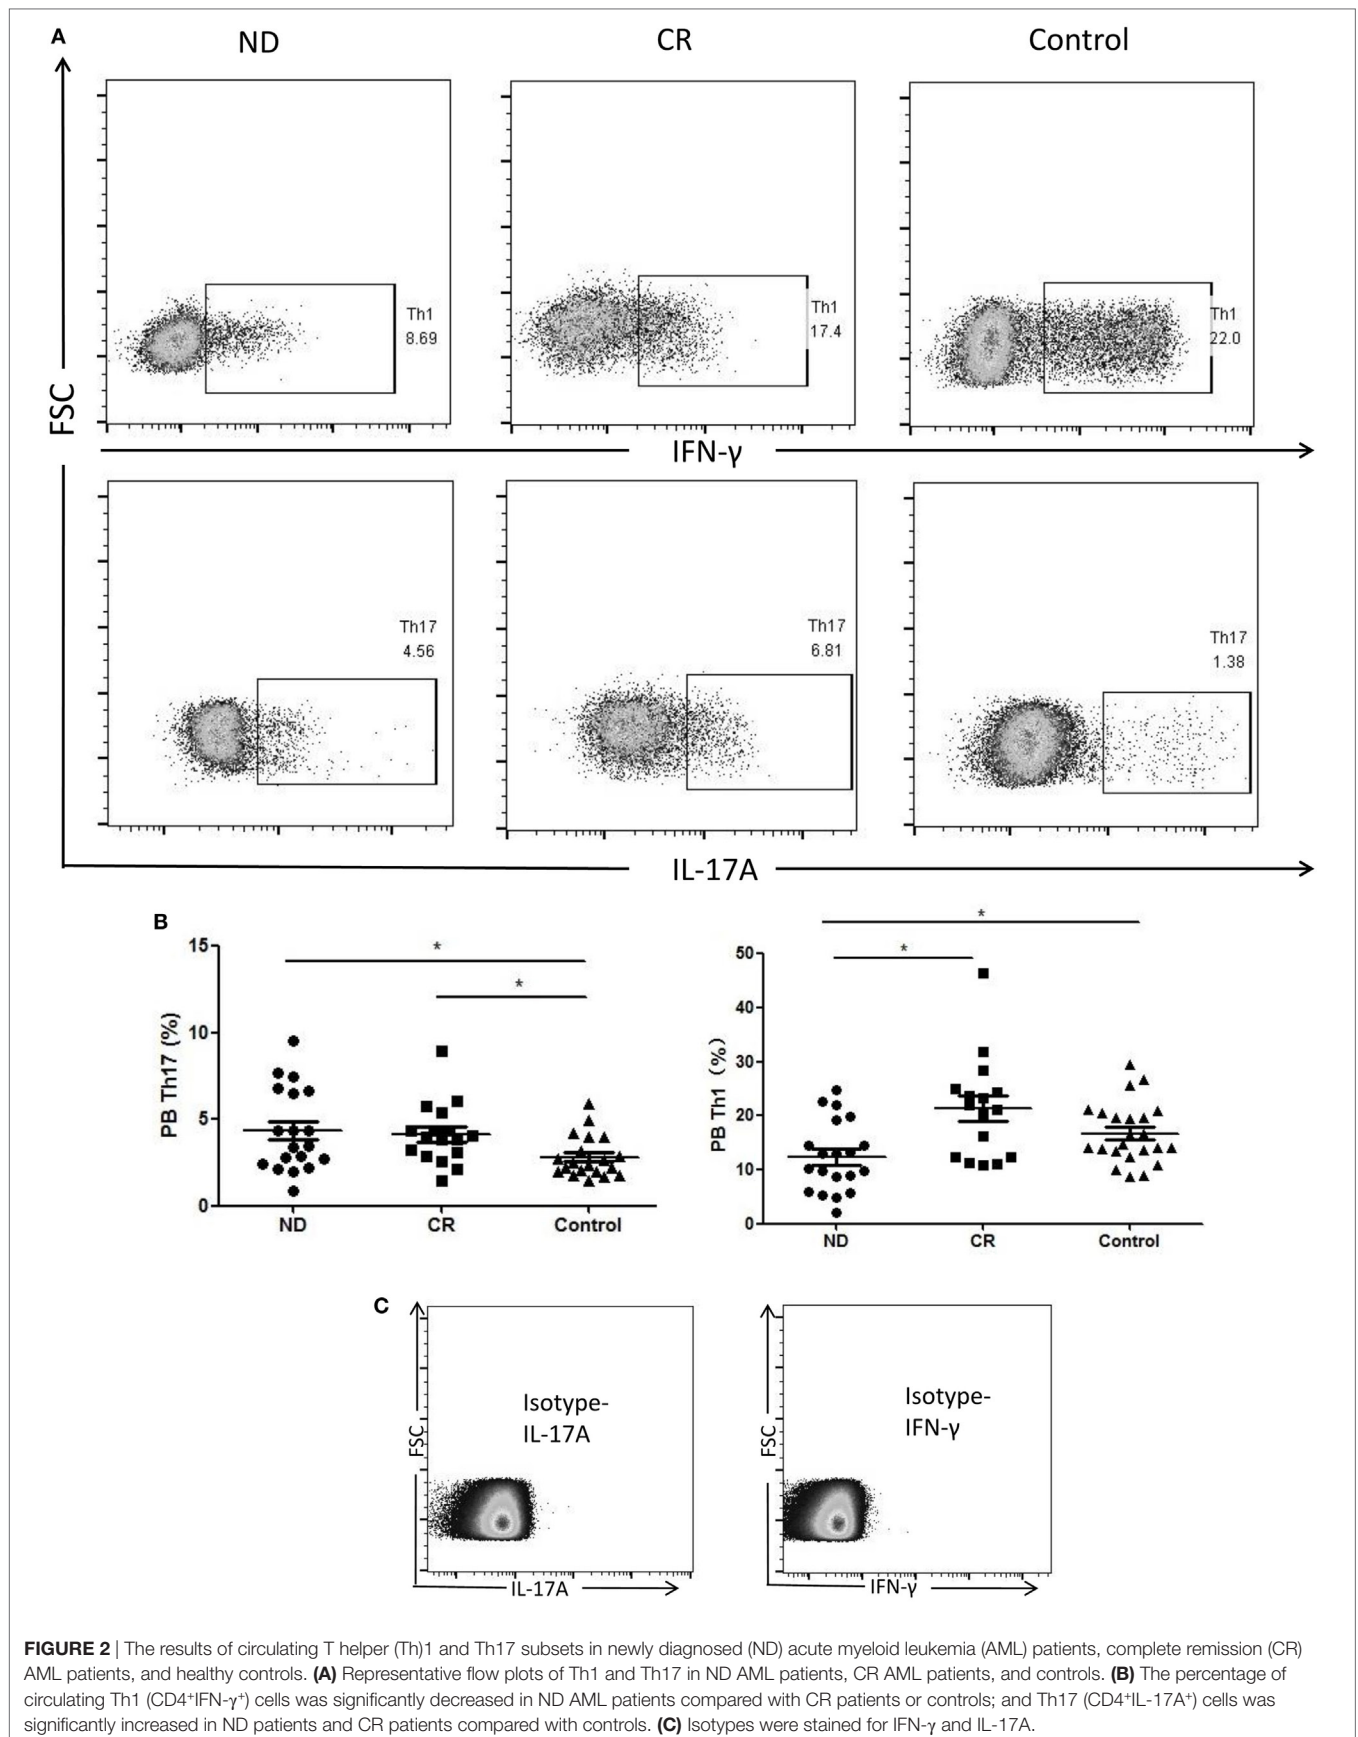 A
ND
CR
Control
Th1
8.69
Th1
17.4
Th1
22.0
FSC
IFN-γ
Th17
4.56
Th17
6.81
Th17
1.38
IL-17A
B
*
*
15
10
5
0
PB Th17 (%)
ND
CR
Control
*
*
50
40
30
20
10
0
PB Th1 (%)
ND
CR
Control
C
FSC
Isotype-
IL-17A
IL-17A
FSC
Isotype-
IFN-γ
IFN-γ
FIGURE 2 | The results of circulating T helper (Th)1 and Th17 subsets in newly diagnosed (ND) acute myeloid leukemia (AML) patients, complete remission (CR)
AML patients, and healthy controls. (A) Representative flow plots of Th1 and Th17 in ND AML patients, CR AML patients, and controls. (B) The percentage of
circulating Th1 (CD4⁺IFN-γ⁺) cells was significantly decreased in ND AML patients compared with CR patients or controls; and Th17 (CD4⁺IL-17A⁺) cells was
significantly increased in ND patients and CR patients compared with controls. (C) Isotypes were stained for IFN-γ and IL-17A.